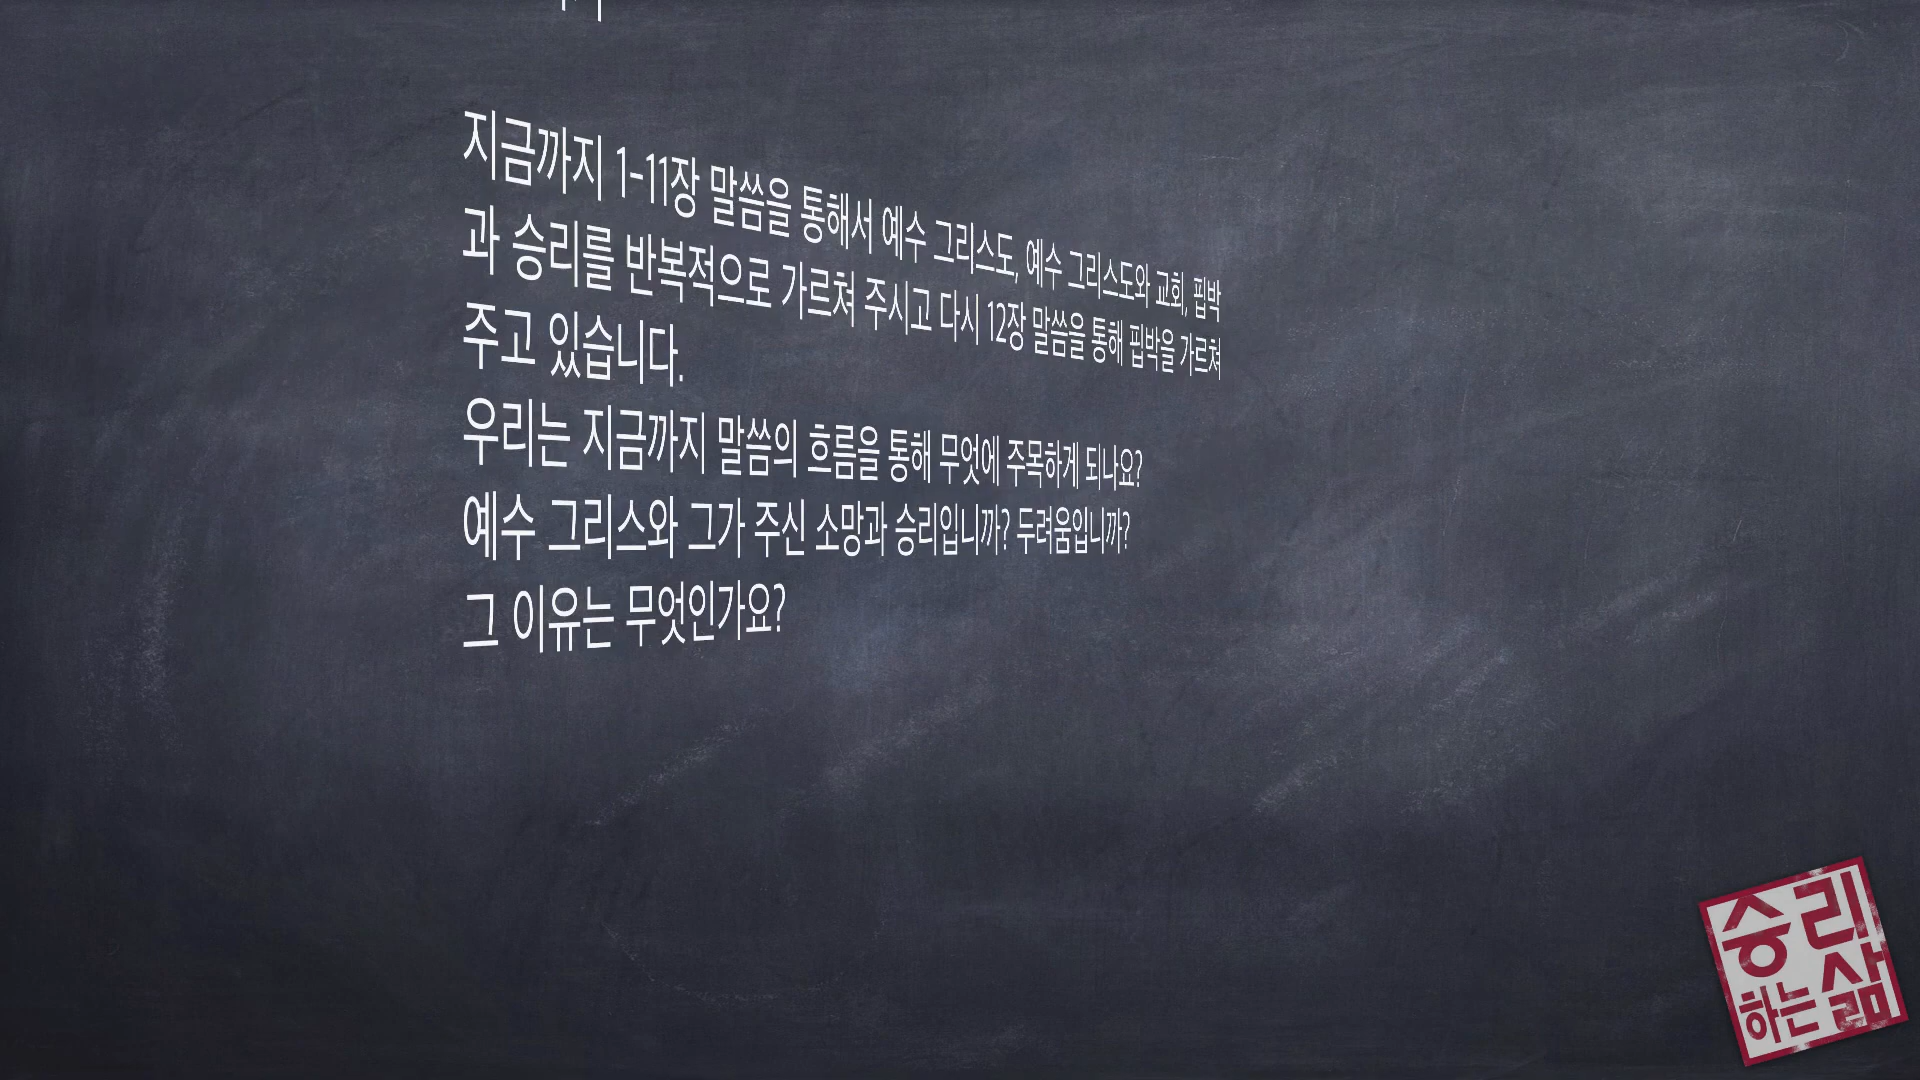 지금까지 1-11장 말씀을 통해서 예수 그리스도, 예수 그리스도와 교회, 핍박
과 승리를 반복적으로 가르쳐 주시고 다시 12장 말씀을 통해 핍박을 가르쳐
주고 있습니다.
우리는 지금까지 말씀의 흐름을 통해 무엇에 주목하게 되나요?
예수 그리스와 그가 주신 소망과 승리입니까? 두려움입니까?
그 이유는 무엇인가요?
승리
하는 삶